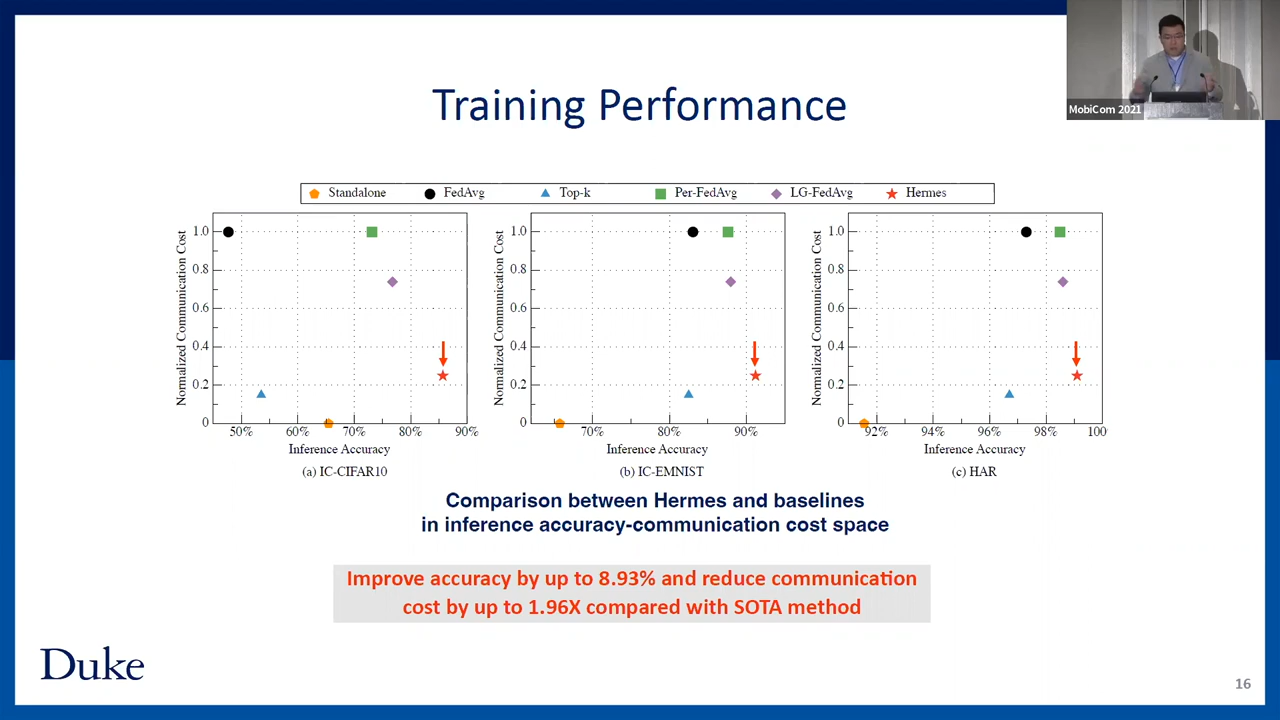 MobiCom 2021
Training Performance
Standalone FedAvg Top-k Per-FedAvg LG-FedAvg Hermes
Normalized Communication Cost
1.0
0.8
0.6
0.4
0.2
0
50% 60% 70% 80% 90%
Inference Accuracy
(a) IC-CIFAR10
Normalized Communication Cost
1.0
0.8
0.6
0.4
0.2
0
70% 80% 90%
Inference Accuracy
(b) IC-EMNIST
Normalized Communication Cost
1.0
0.8
0.6
0.4
0.2
0
92% 94% 96% 98% 100
Inference Accuracy
(c) HAR
Comparison between Hermes and baselines
in inference accuracy-communication cost space
Improve accuracy by up to 8.93% and reduce communication
cost by up to 1.96X compared with SOTA method
Duke
16